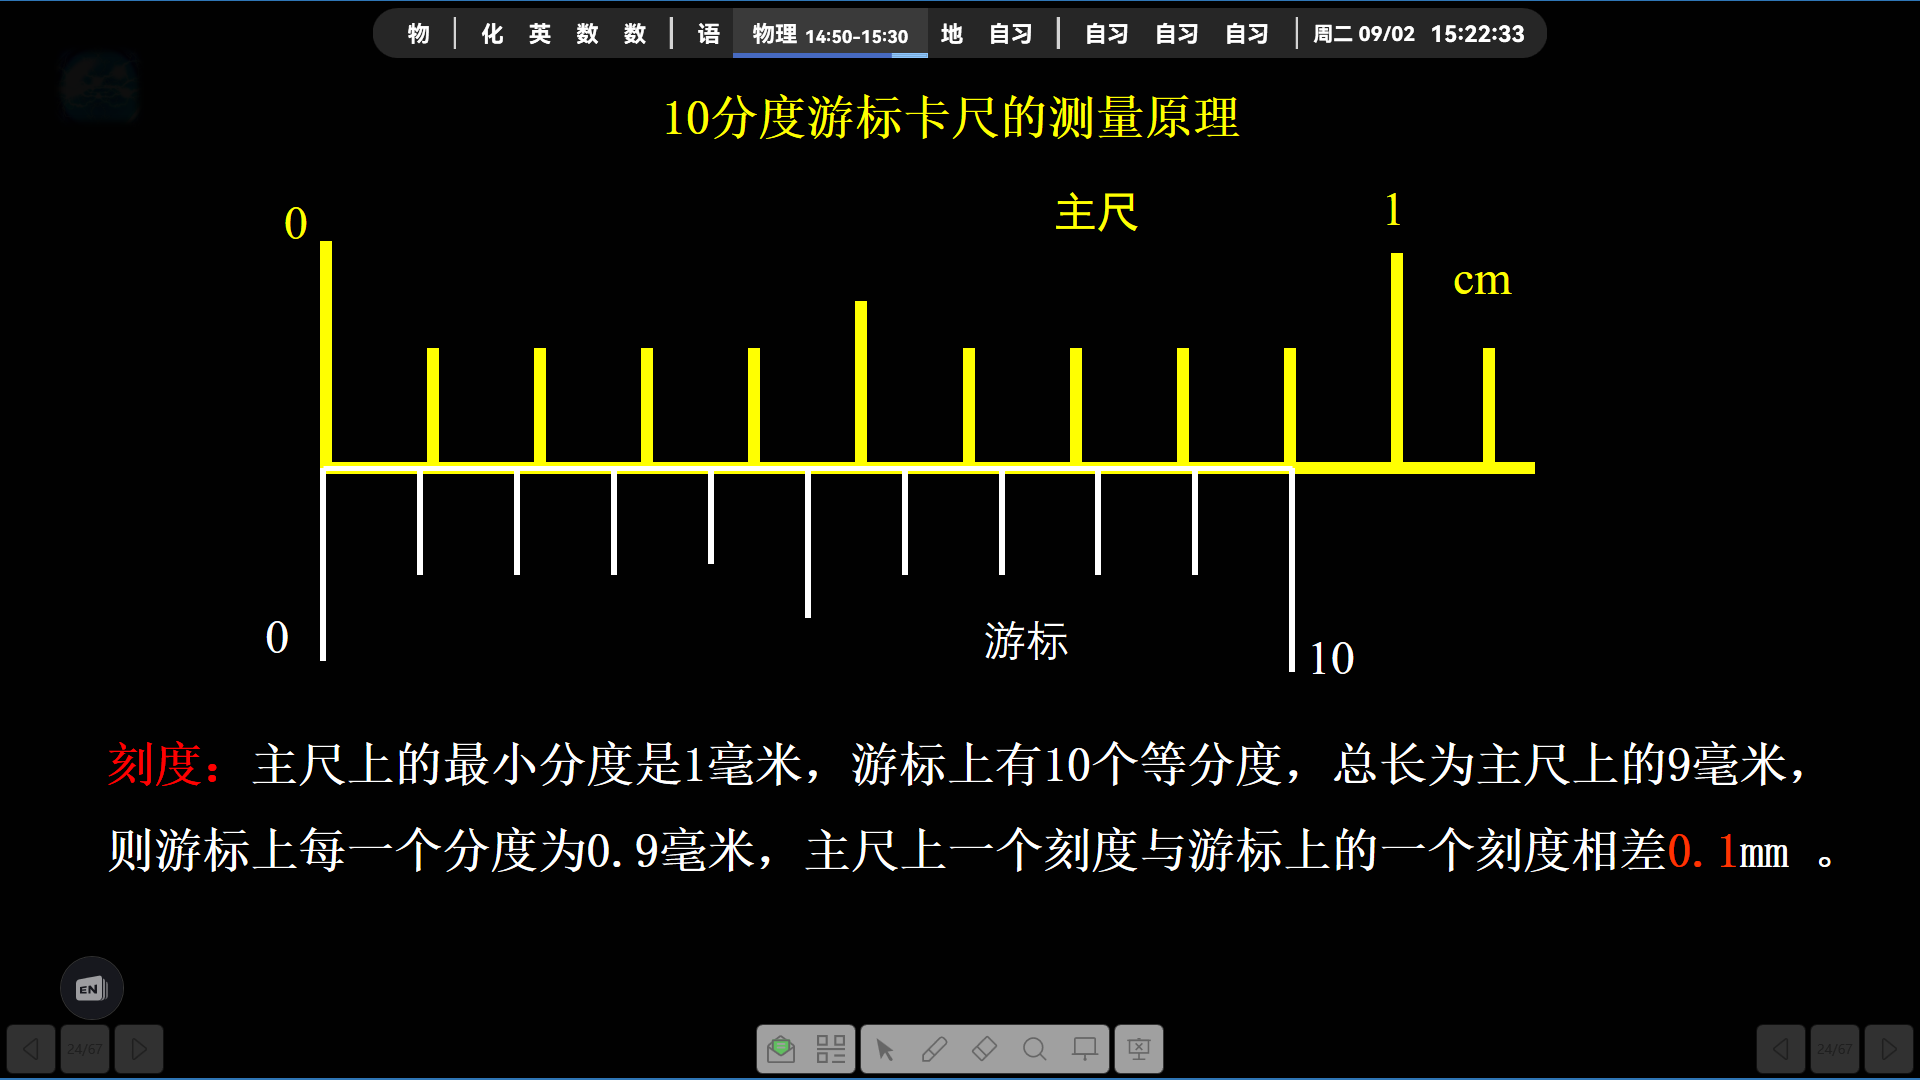 物 | 化 英 数 数 | 语 物理 14:50-15:30 地 自习 | 自习 自习 自习 | 周二 09/02 15:22:33
10分度游标卡尺的测量原理
0 主尺 1
cm
0 游标 10
刻度：主尺上的最小分度是1毫米，游标上有10个等分度，总长为主尺上的9毫米，
则游标上每一个分度为0.9毫米，主尺上一个刻度与游标上的一个刻度相差0.1mm 。
EN
24/67 24/67